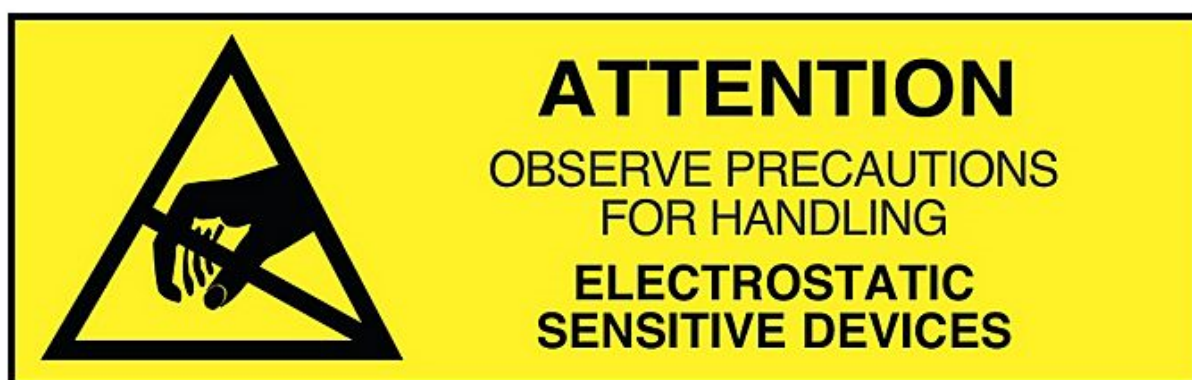 ATTENTION
OBSERVE PRECAUTIONS
FOR HANDLING
ELECTROSTATIC
SENSITIVE DEVICES